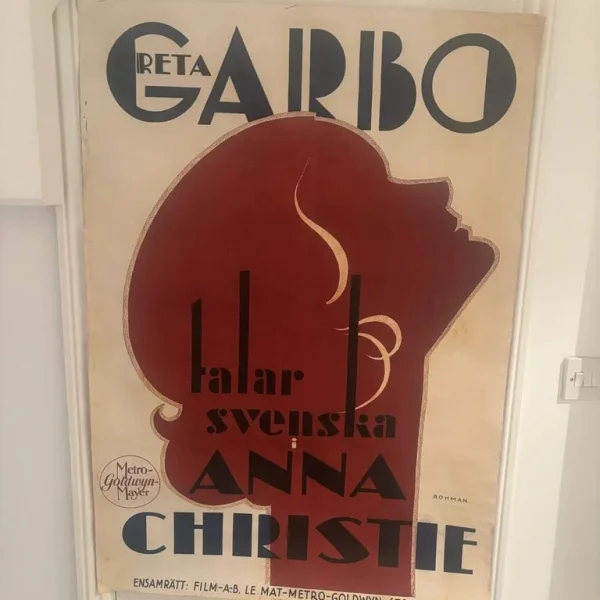 GRETA GARBO
talar
svenska
i
ANNA
Metro-
Goldwyn-
Mayer
ROHMAN
CHRISTIE
ENSAMRÄTT: FILM-A-B. LE MAT-METRO-GOLDWYN